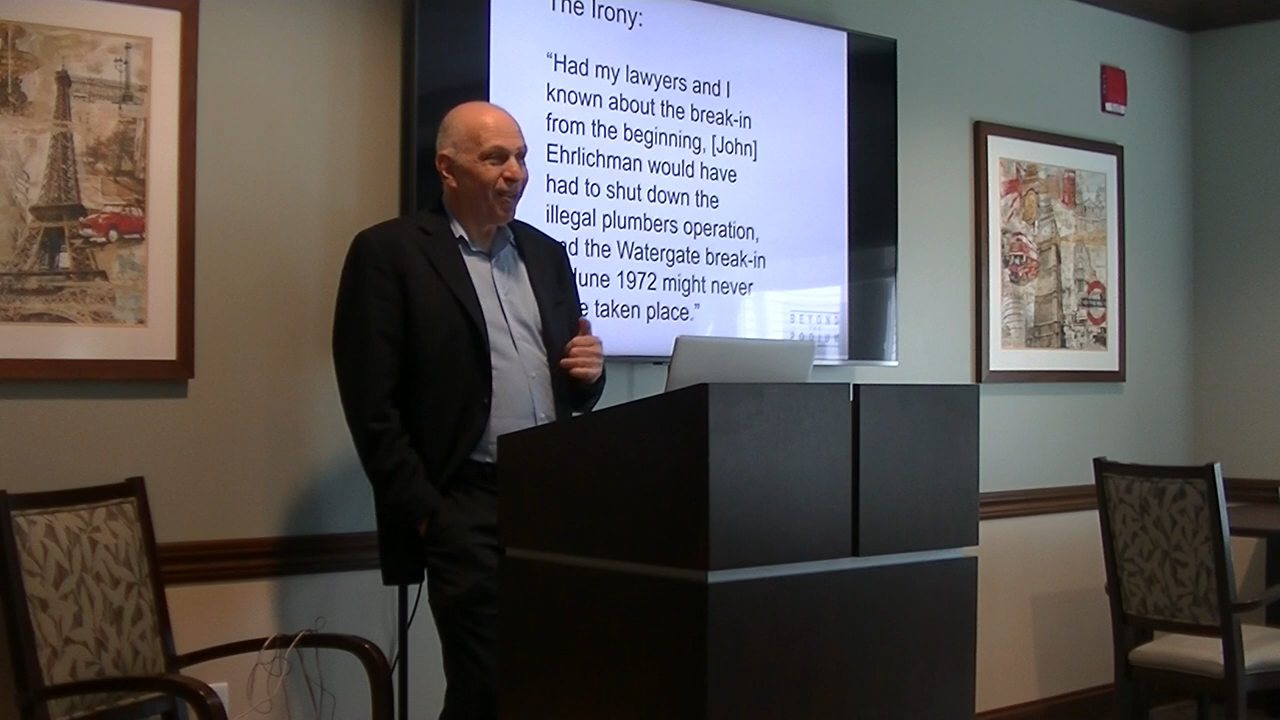 The Irony:
“Had my lawyers and I
known about the break-in
from the beginning, [John]
Ehrlichman would have
had to shut down the
illegal plumbers operation,
the Watergate break-in
June 1972 might never
taken place.”
BEYOND